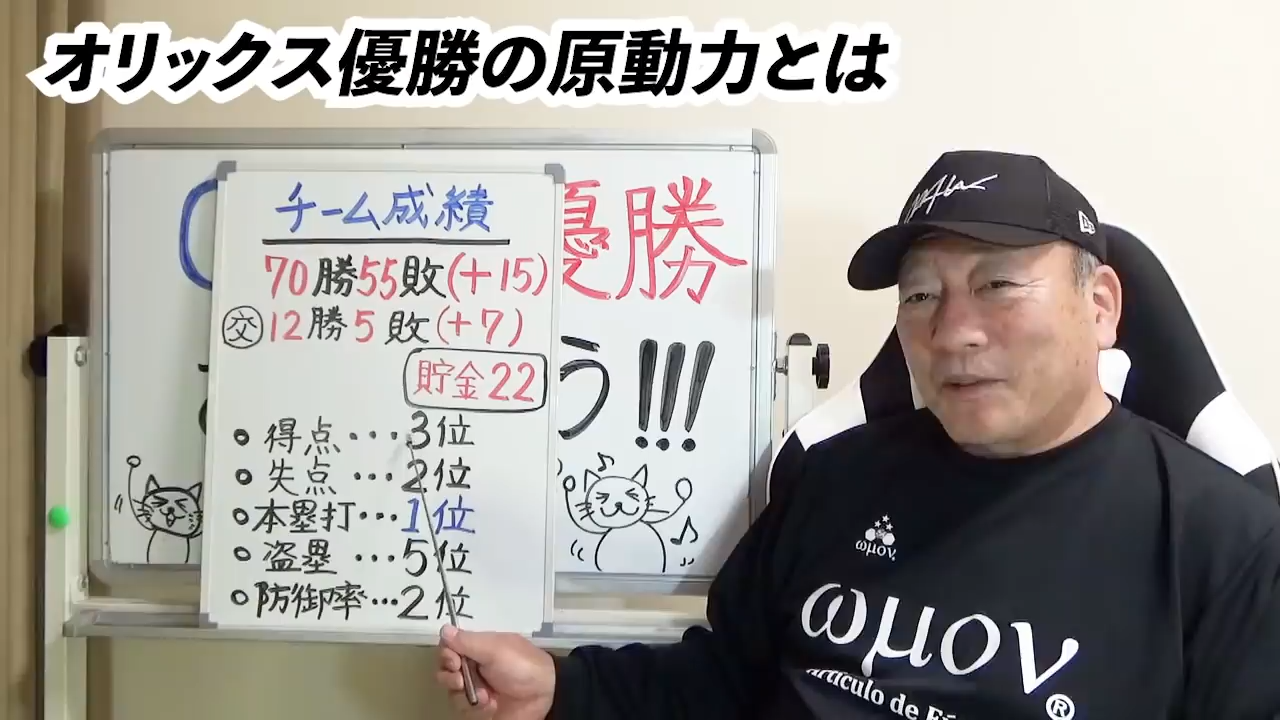 オリックス優勝の原動力とは
チーム成績
70勝55敗(+15)
交12勝5敗(+7)
貯金22
○得点・・・3位
○失点・・・2位
○本塁打・・・1位
○盗塁・・・5位
○防御率・・・2位
優勝
う!!!
ωμον
ωμον®